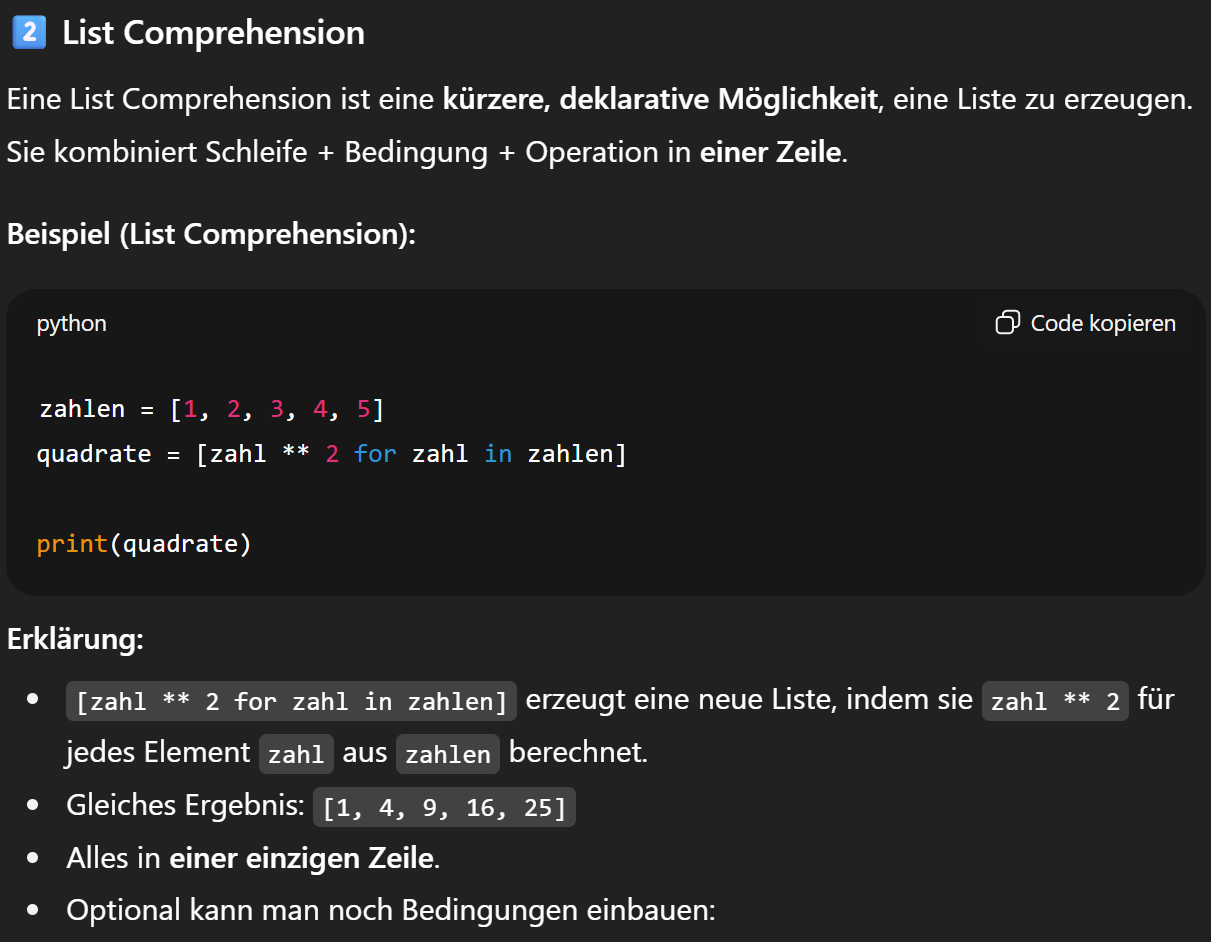 2 List Comprehension
Eine List Comprehension ist eine kürzere, deklarative Möglichkeit, eine Liste zu erzeugen.
Sie kombiniert Schleife + Bedingung + Operation in einer Zeile.
Beispiel (List Comprehension):
python
Code kopieren
zahlen = [1, 2, 3, 4, 5]
quadrate = [zahl ** 2 for zahl in zahlen]
print(quadrate)
Erklärung:
[zahl ** 2 for zahl in zahlen] erzeugt eine neue Liste, indem sie zahl ** 2 für
jedes Element zahl aus zahlen berechnet.
Gleiches Ergebnis: [1, 4, 9, 16, 25]
Alles in einer einzigen Zeile.
Optional kann man noch Bedingungen einbauen: